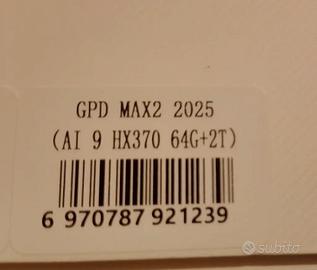 GPD MAX2 2025
(AI 9 HX370 64G+2T)
6 970787 921239
subito